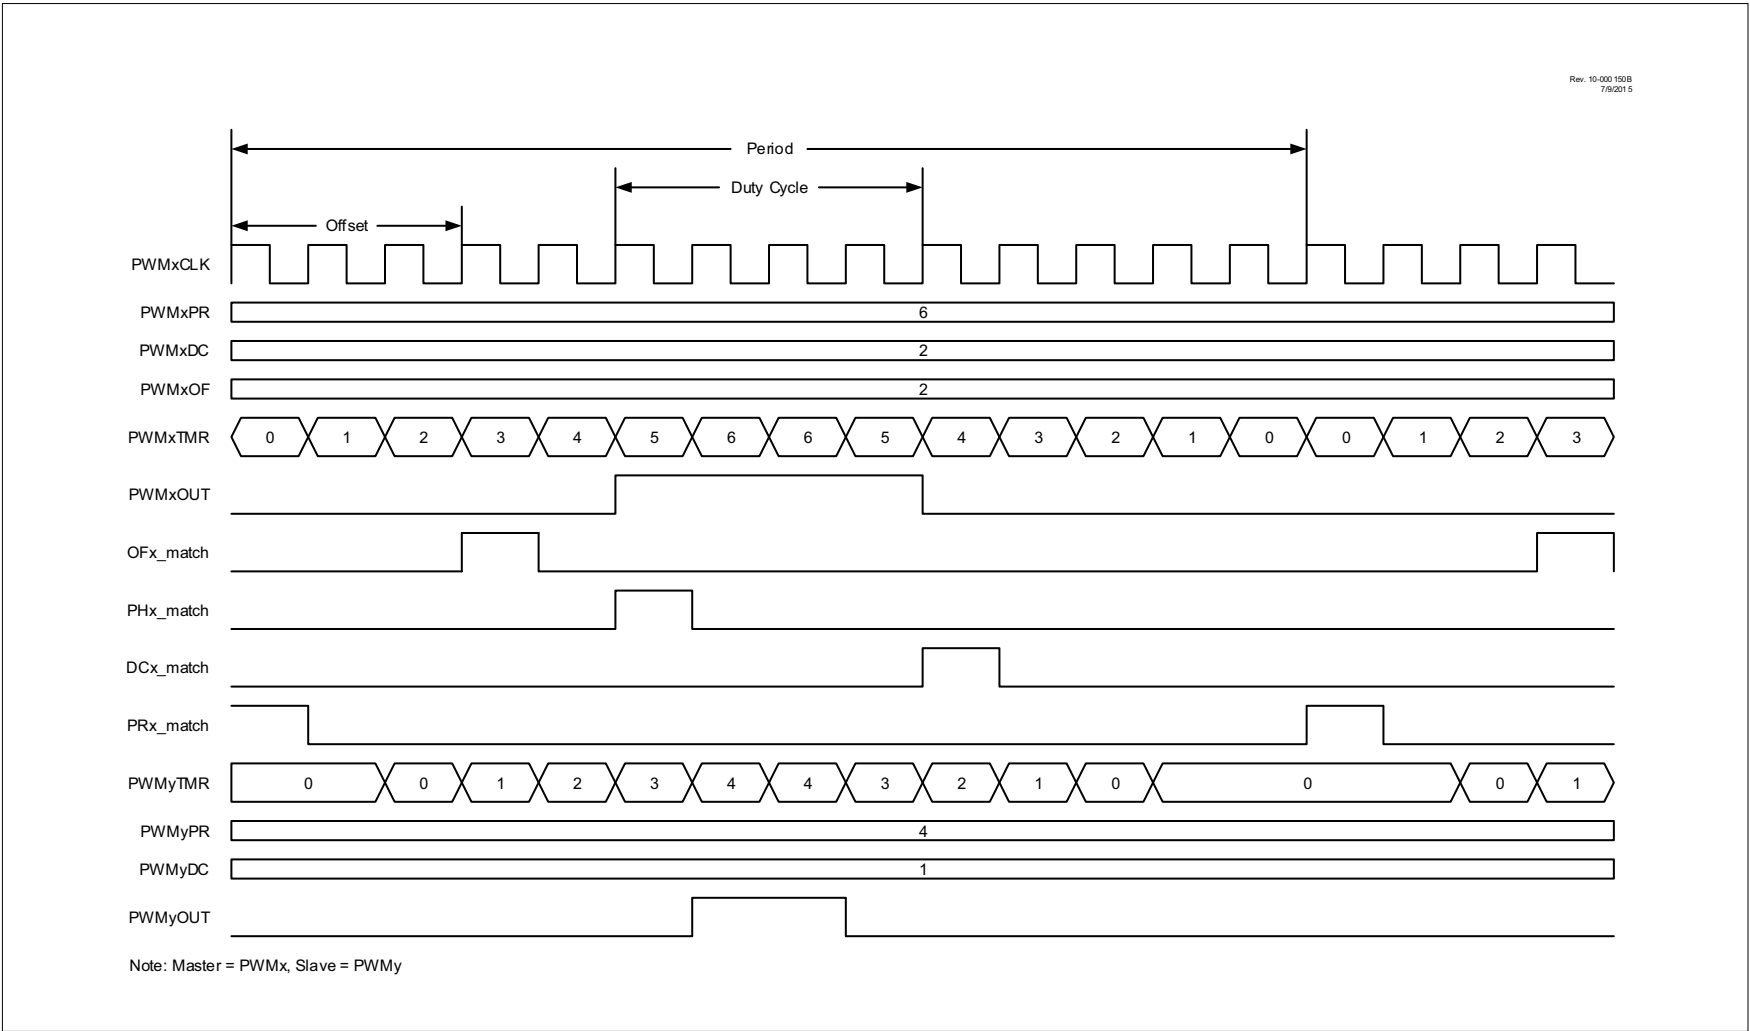 Rev. 10-000 150B
7/9/201 5
Period
Duty Cycle
Offset
PWMxCLK
PWMxPR 6
PWMxDC 2
PWMxOF 2
PWMxTMR 0 1 2 3 4 5 6 6 5 4 3 2 1 0 0 1 2 3
PWMxOUT
OFx_match
PHx_match
DCx_match
PRx_match
PWMyTMR 0 0 1 2 3 4 4 3 2 1 0 0 0 1
PWMyPR 4
PWMyDC 1
PWMyOUT
Note: Master = PWMx, Slave = PWMy